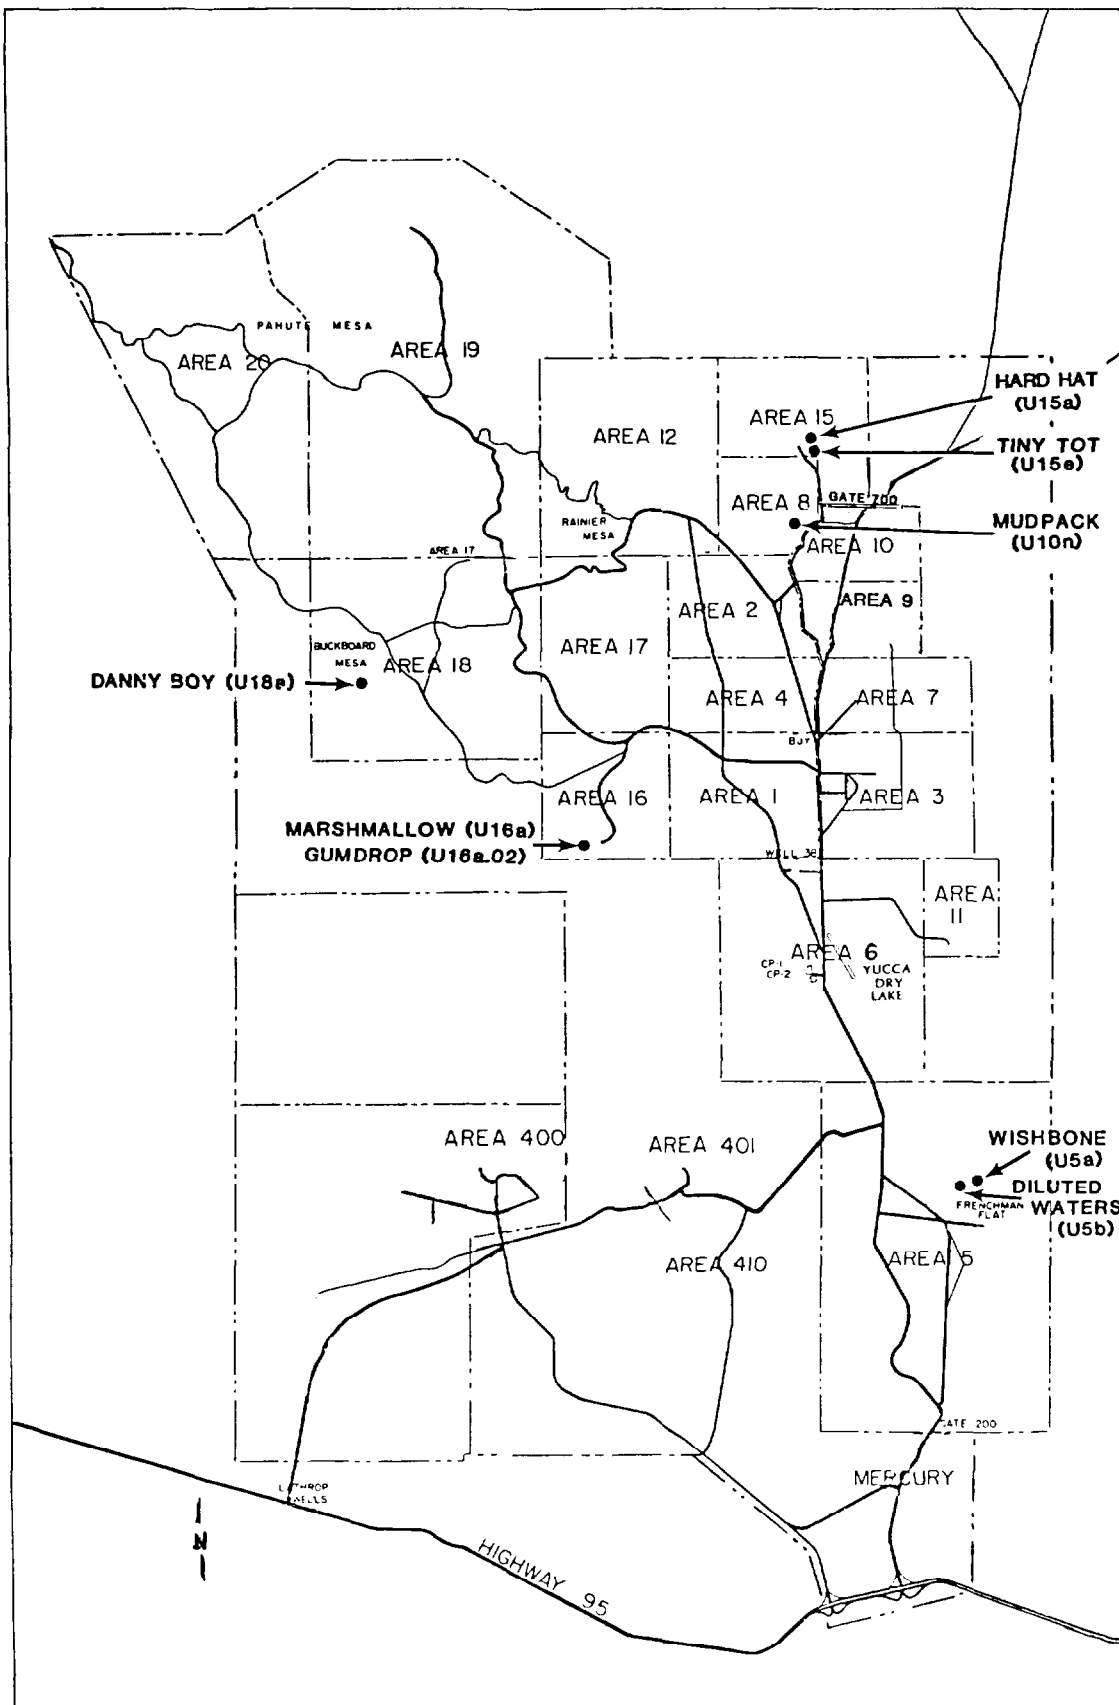 PAHUTE MESA
AREA 19
AREA 20
HARD HAT
(U15a)
AREA 15
AREA 12
TINY TOT
(U15e)
GATE 700
AREA 8
RAINIER
MESA
MUDPACK
(U10n)
AREA 10
AREA 17
AREA 9
AREA 2
BUCKBOARD
MESA
AREA 17
AREA 18
DANNY BOY (U18a)
AREA 4
AREA 7
BJY
AREA 16
AREA 1
AREA 3
MARSHMALLOW (U16a)
GUMDROP (U16a.02)
WELL 3B
AREA
11
AREA 6
CP-1
CP-2
YUCCA
DRY
LAKE
AREA 400
AREA 401
WISHBONE
(U5a)
DILUTED
WATERS
(U5b)
FRENCHMAN
FLAT
AREA 410
AREA 5
GATE 200
MERCURY
LATHROP
WELLS
N
HIGHWAY 95